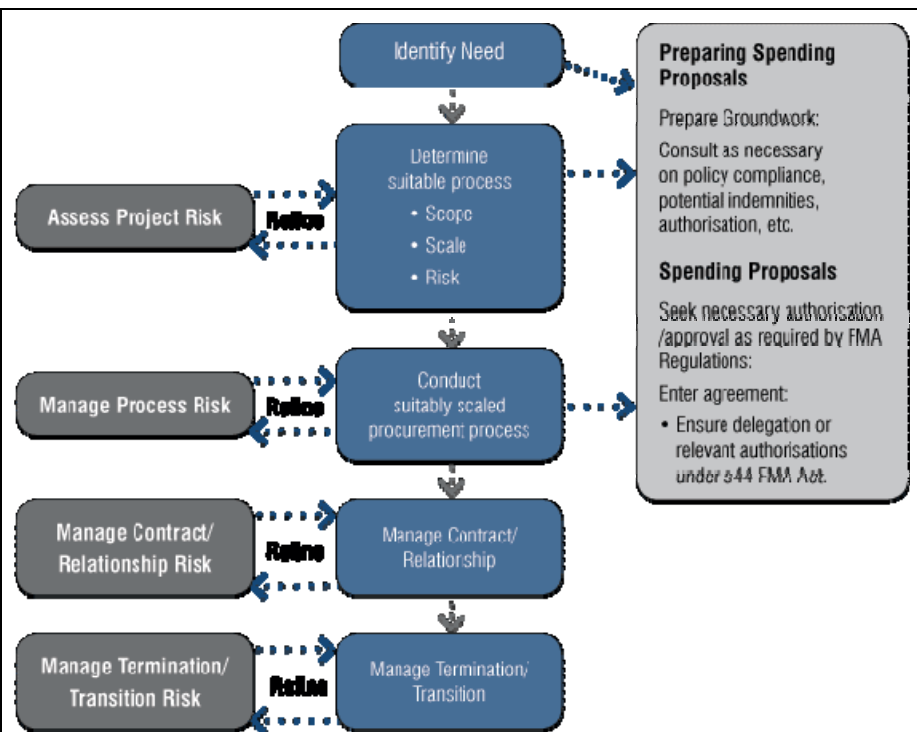 Identify Need
Determine
suitable process
• Scope
• Scale
• Risk
Assess Project Risk
Refine
Conduct
suitably scaled
procurement process
Manage Process Risk
Refine
Manage Contract/
Relationship
Manage Contract/
Relationship Risk
Refine
Manage Termination/
Transition
Manage Termination/
Transition Risk
Refine
Preparing Spending
Proposals
Prepare Groundwork:
Consult as necessary
on policy compliance,
potential indemnities,
authorisation, etc.
Spending Proposals
Seek necessary authorisation
/approval as required by FMA
Regulations:
Enter agreement:
• Ensure delegation or
relevant authorisations
under s44 FMA Act.